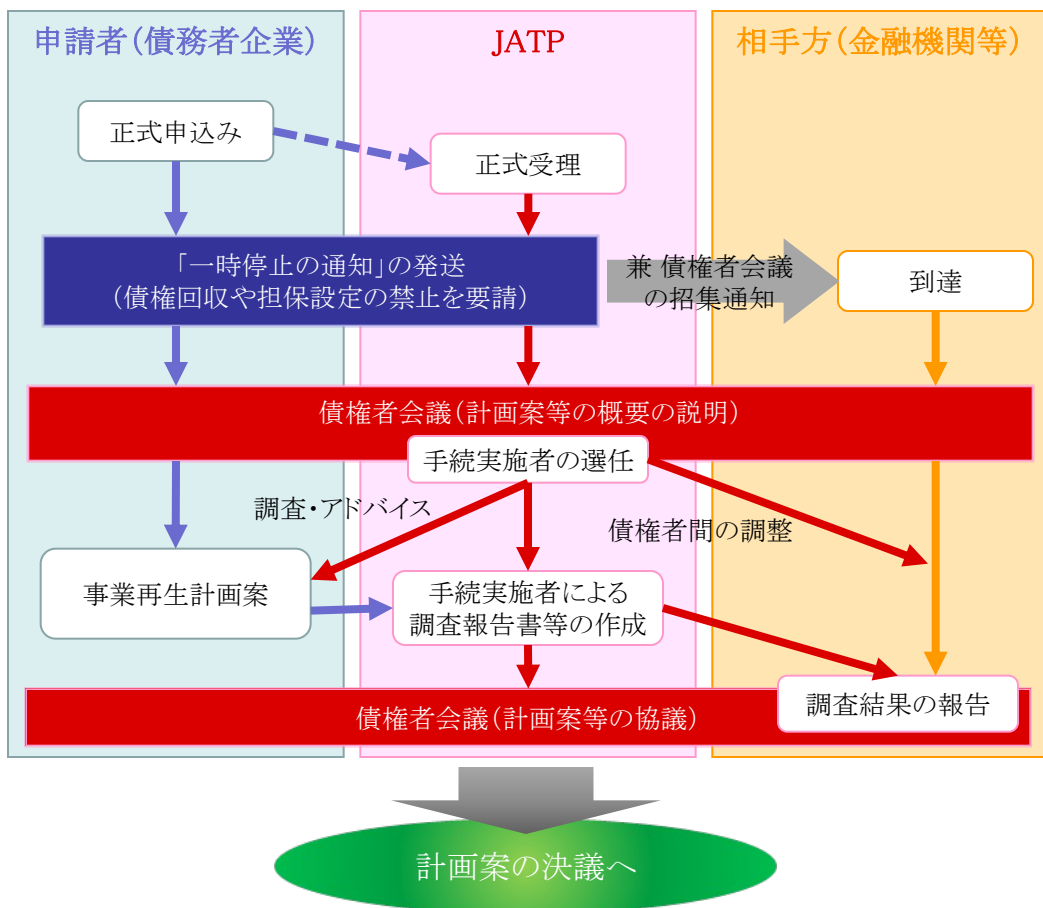 申請者(債務者企業)
JATP
相手方(金融機関等)
正式申込み
正式受理
「一時停止の通知」の発送
(債権回収や担保設定の禁止を要請)
兼 債権者会議
の招集通知
到達
債権者会議(計画案等の概要の説明)
手続実施者の選任
調査・アドバイス
債権者間の調整
事業再生計画案
手続実施者による
調査報告書等の作成
調査結果の報告
債権者会議(計画案等の協議)
計画案の決議へ